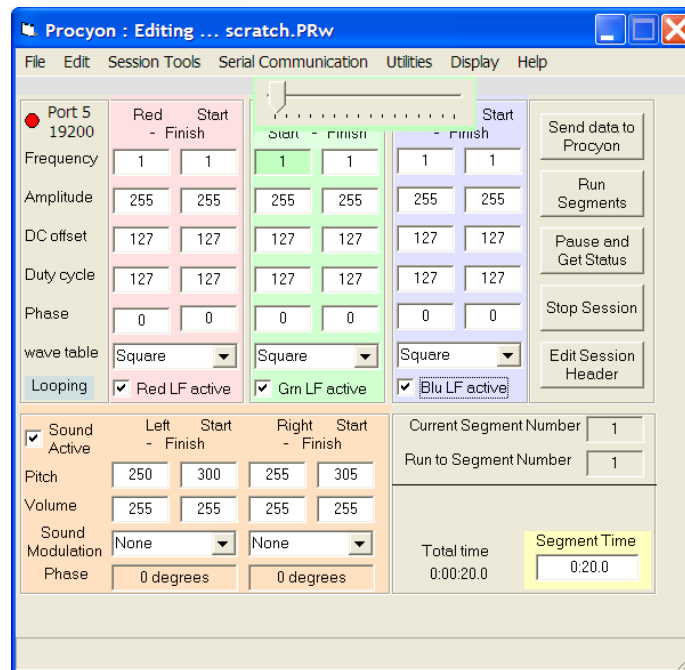 Procyon : Editing ... scratch.PRw
File Edit Session Tools Serial Communication Utilities Display Help
Port 5
19200
Red Start
- Finish
Start - Finish
Start
- Finish
Send data to
Procyon
Frequency 1 1 1 1 1 1
Run
Segments
Amplitude 255 255 255 255 255 255
DC offset 127 127 127 127 127 127
Pause and
Get Status
Duty cycle 127 127 127 127 127 127
Phase 0 0 0 0 0 0
Stop Session
wave table Square Square Square
Edit Session
Header
Looping Red LF active Grn LF active Blu LF active
Sound
Active
Left Start
- Finish
Right Start
- Finish
Current Segment Number 1
Run to Segment Number 1
Pitch 250 300 255 305
Volume 255 255 255 255
Sound
Modulation None None
Phase 0 degrees 0 degrees
Total time
0:00:20.0
Segment Time
0:20.0